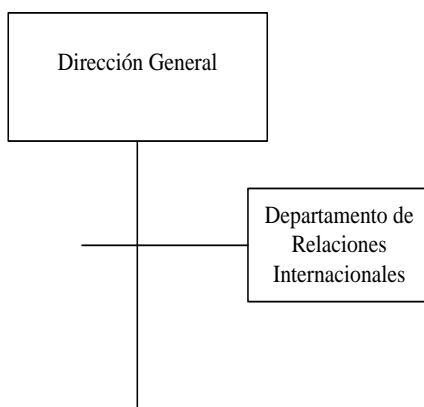 Dirección General
Departamento de
Relaciones
Internacionales